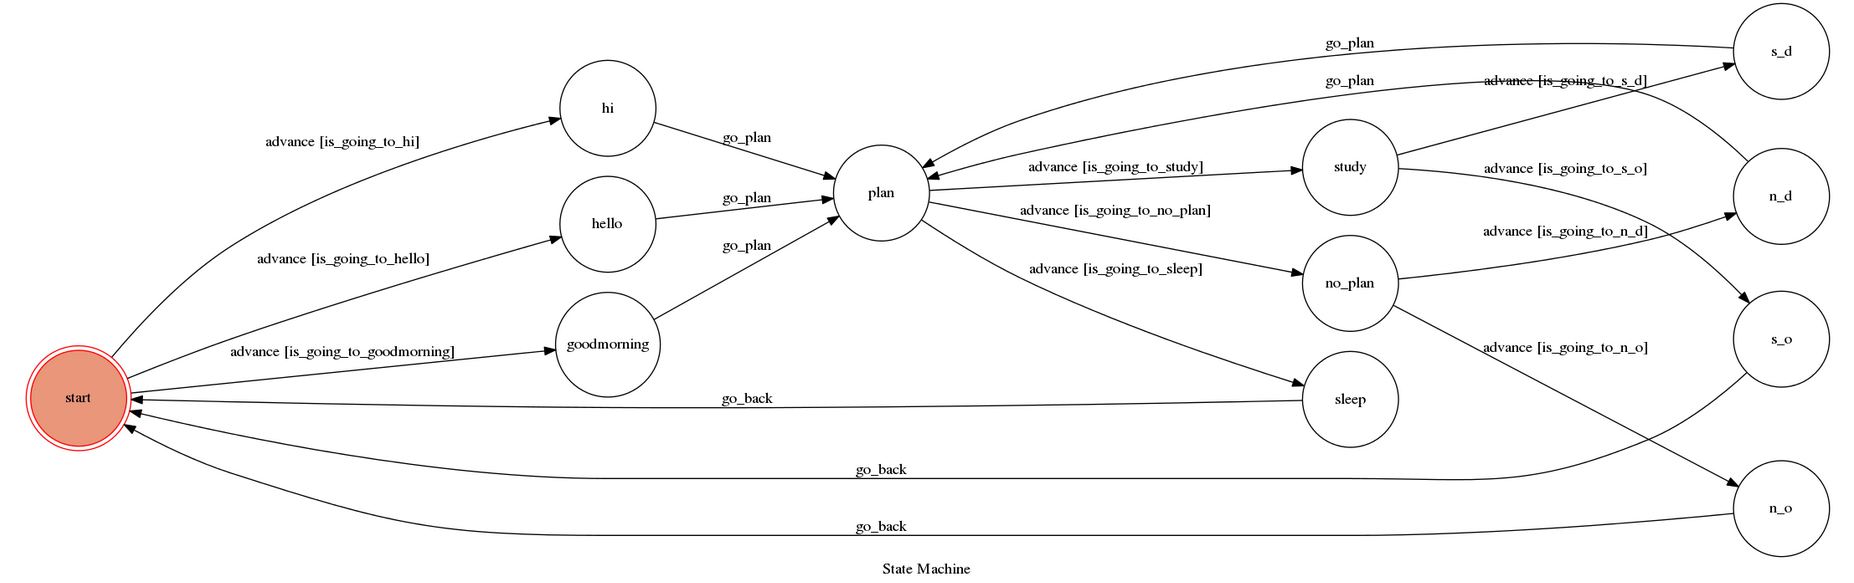 go_plan
s_d
go_plan
advance [is_going_to_s_d]
hi
advance [is_going_to_hi]
go_plan
study
advance [is_going_to_study]
advance [is_going_to_s_o]
plan
n_d
go_plan
advance [is_going_to_no_plan]
hello
advance [is_going_to_n_d]
go_plan
advance [is_going_to_hello]
advance [is_going_to_sleep]
no_plan
s_o
goodmorning
advance [is_going_to_goodmorning]
advance [is_going_to_n_o]
start
go_back
sleep
go_back
n_o
go_back
State Machine